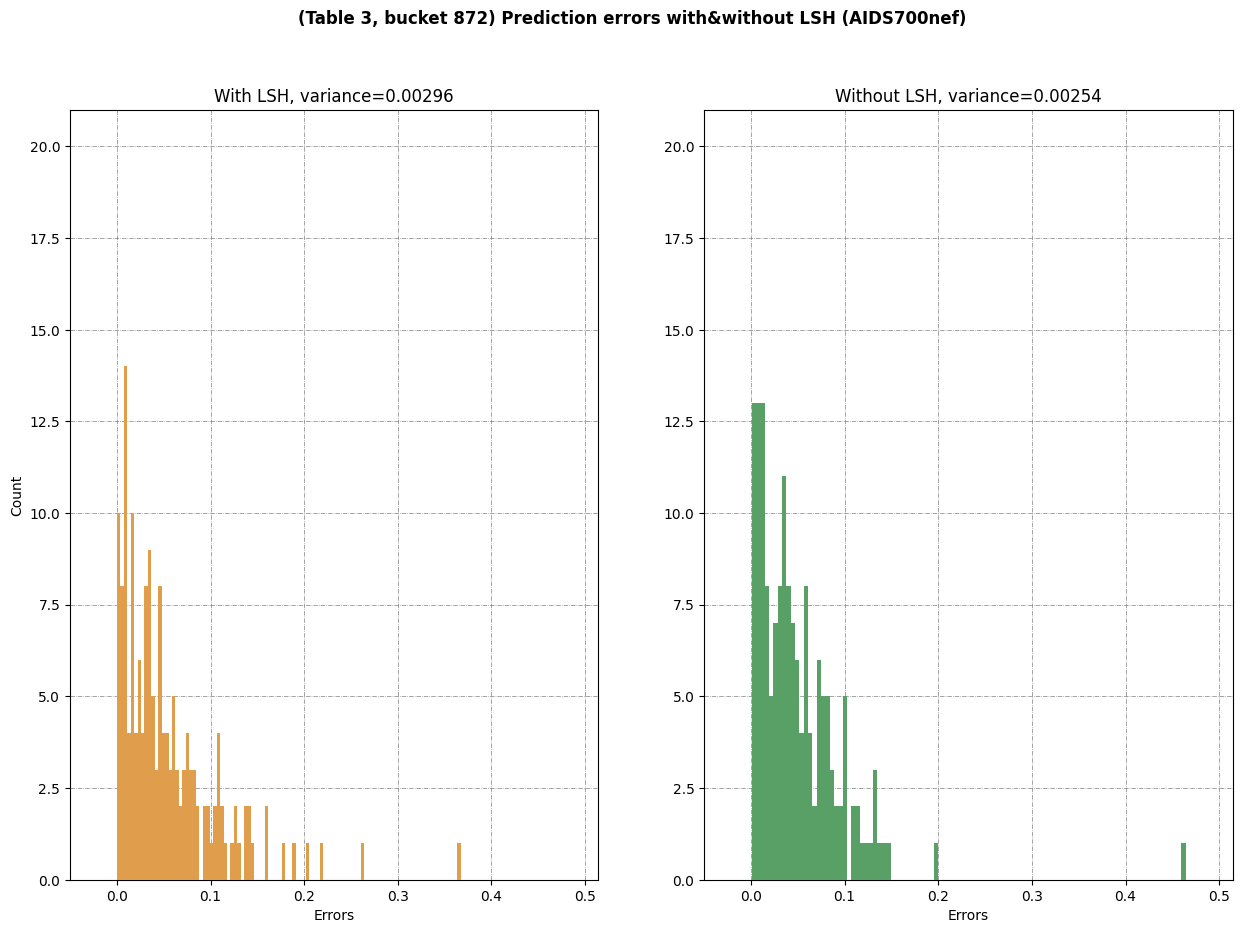 (Table 3, bucket 872) Prediction errors with&without LSH (AIDS700nef)
With LSH, variance=0.00296
20.0
17.5
15.0
12.5
10.0
7.5
5.0
2.5
0.0
Count
0.0 0.1 0.2 0.3 0.4 0.5
Errors
Without LSH, variance=0.00254
20.0
17.5
15.0
12.5
10.0
7.5
5.0
2.5
0.0
0.0 0.1 0.2 0.3 0.4 0.5
Errors